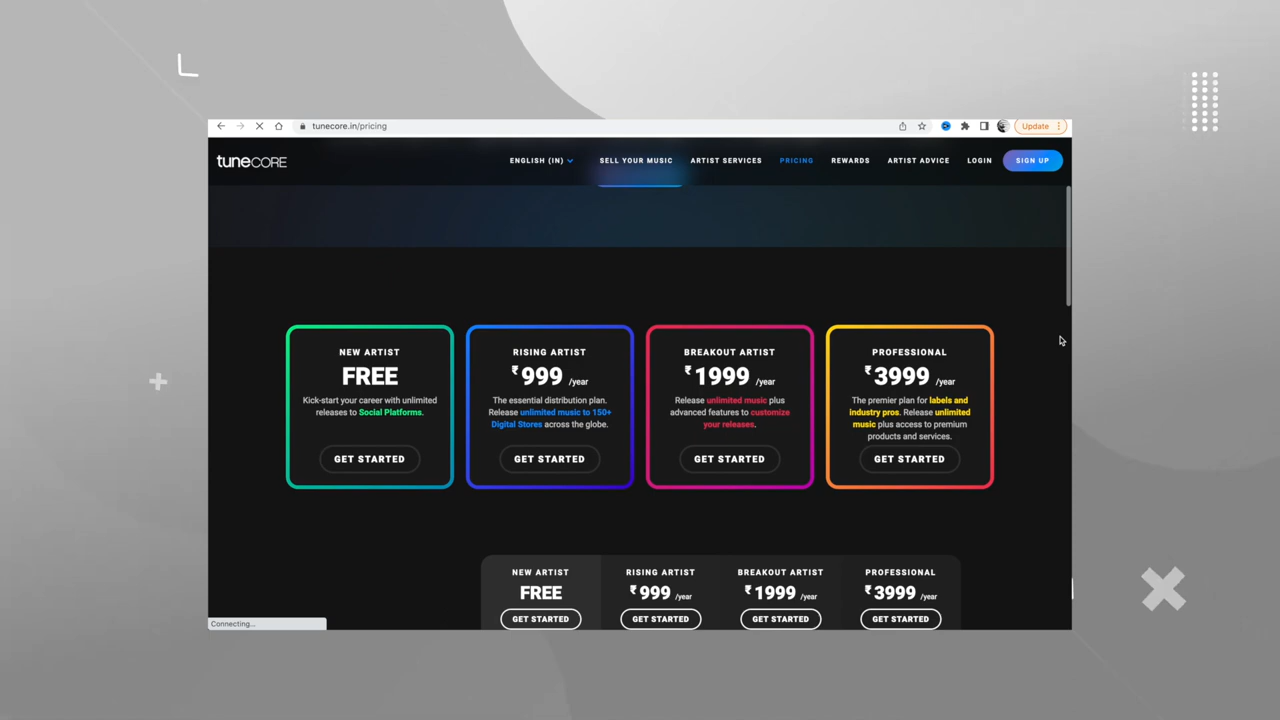 tunecore.in/pricing
Update
tuneCORE
ENGLISH (IN)
SELL YOUR MUSIC
ARTIST SERVICES
PRICING
REWARDS
ARTIST ADVICE
LOGIN
SIGN UP
NEW ARTIST
FREE
Kick-start your career with unlimited
releases to Social Platforms.
GET STARTED
RISING ARTIST
₹999 /year
The essential distribution plan.
Release unlimited music to 150+
Digital Stores across the globe.
GET STARTED
BREAKOUT ARTIST
₹1999 /year
Release unlimited music plus
advanced features to customize
your releases.
GET STARTED
PROFESSIONAL
₹3999 /year
The premier plan for labels and
industry pros. Release unlimited
music plus access to premium
products and services.
GET STARTED
NEW ARTIST
FREE
GET STARTED
RISING ARTIST
₹999 /year
GET STARTED
BREAKOUT ARTIST
₹1999 /year
GET STARTED
PROFESSIONAL
₹3999 /year
GET STARTED
Connecting...